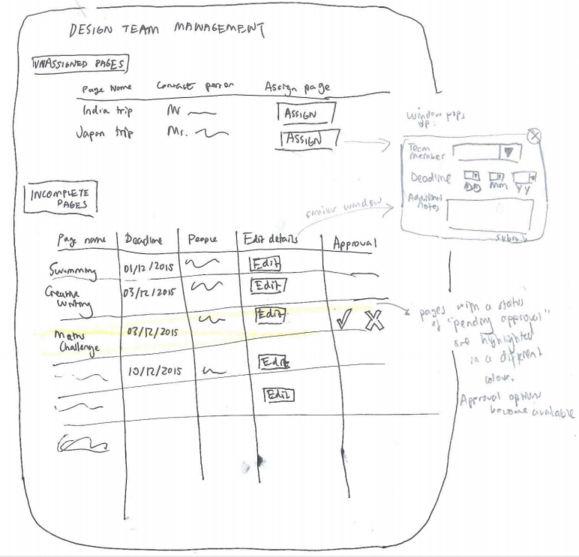 DESIGN TEAM MANAGEMENT
UNASSIGNED PAGES
Page Name Contact person Assign page
India trip Mr ASSIGN
Japan trip Ms. ASSIGN
window pops
up:
X
Team
member
Deadline DD MM YY
Additional
notes
submit
similar window
INCOMPLETE
PAGES
Page name Deadline People Edit details Approval
Swimming 01/12/2015 Edit
Creative
Writing 03/12/2015 Edit
Maths
Challenge 03/12/2015 Edit
10/12/2015 Edit
Edit
pages with a status
of "pending approval"
are highlighted
in a different
colour.
Approval option
become available